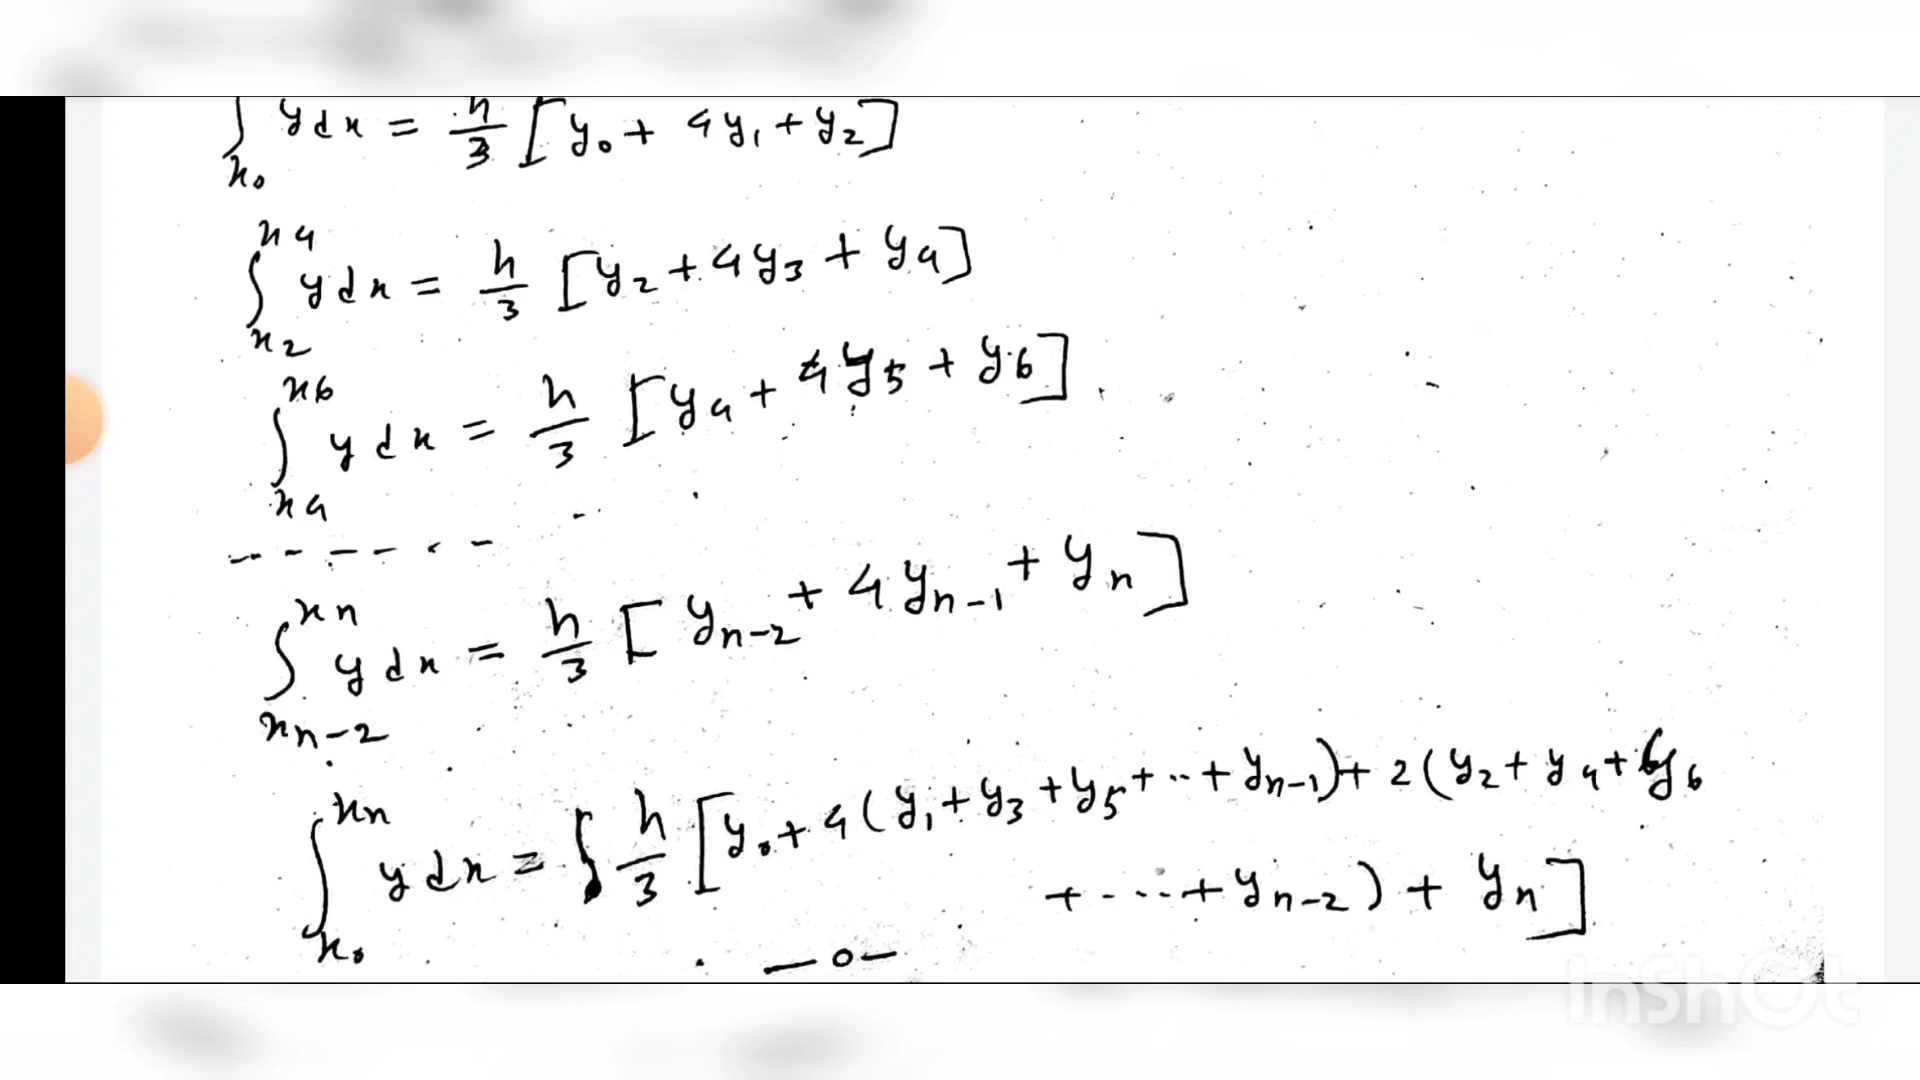 ∫ y dx = h/3 [y₀ + 4y₁ + y₂]
x₀
∫_{x₂}^{x₄} y dx = h/3 [y₂ + 4y₃ + y₄]
∫_{x₄}^{x₆} y dx = h/3 [y₄ + 4y₅ + y₆]
- - - - - - -
∫_{xₙ₋₂}^{xₙ} y dx = h/3 [yₙ₋₂ + 4yₙ₋₁ + yₙ]
∫_{x₀}^{xₙ} y dx = ∫ h/3 [y₀ + 4(y₁ + y₃ + y₅ + ·· + yₙ₋₁) + 2(y₂ + y₄ + y₆
+ ---- + yₙ₋₂) + yₙ]
—o—
InShOt